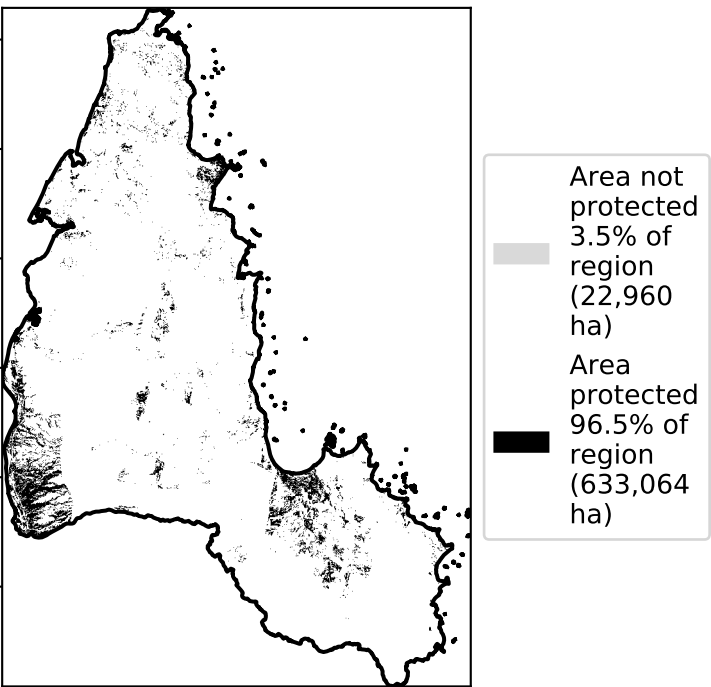 Area not
protected
3.5% of
region
(22,960
ha)
Area
protected
96.5% of
region
(633,064
ha)